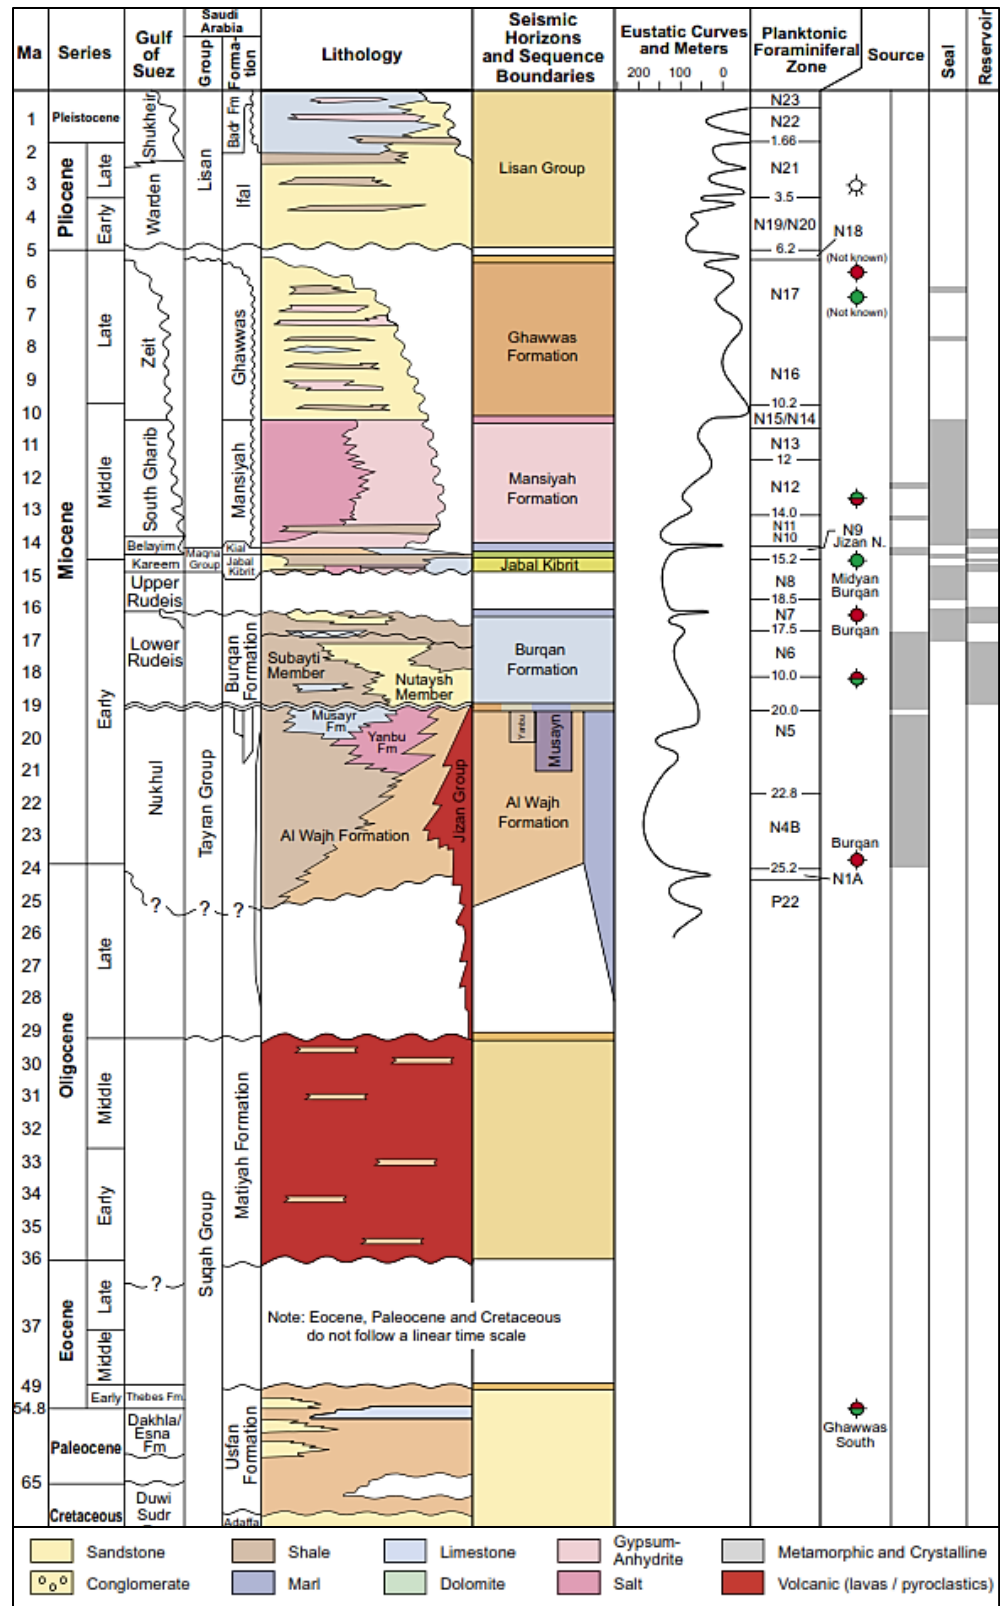 Ma
Series
Gulf
of
Suez
Saudi
Arabia
Group
Forma-
tion
Lithology
Seismic
Horizons
and Sequence
Boundaries
Eustatic Curves
and Meters
200 100 0
Planktonic
Foraminiferal
Zone
Source
Seal
Reservoir
1
2
3
4
5
6
7
8
9
10
11
12
13
14
15
16
17
18
19
20
21
22
23
24
25
26
27
28
29
30
31
32
33
34
35
36
37
49
54.8
65
Pleistocene
Pliocene
Late
Early
Miocene
Late
Middle
Early
Oligocene
Late
Middle
Early
Eocene
Late
Middle
Early
Paleocene
Cretaceous
Shukheir
Warden
Zeit
South Gharib
Belayim
Kareem
Upper
Rudeis
Lower
Rudeis
Nukhul
?
?
Thebes Fm
Dakhla/
Esna
Fm
Duwi
Sudr
Lisan
Maqna
Group
Tayran Group
?
Suqah Group
Badr Fm
Ifal
Ghawwas
Mansiyah
Kial
Jabal
Kibrit
Burqan
Formation
?
Matiyah Formation
Usfan
Formation
Adaffa
Subayti
Member
Nutaysh
Member
Musayr
Fm
Yanbu
Fm
Jizan Group
Al Wajh Formation
Note: Eocene, Paleocene and Cretaceous
do not follow a linear time scale
Lisan Group
Ghawwas
Formation
Mansiyah
Formation
Jabal Kibrit
Burqan
Formation
Yanbu
Musayn
Al Wajh
Formation
N23
N22
1.66
N21
3.5
N19/N20
6.2
N18
N17
N16
10.2
N15/N14
N13
12
N12
14.0
N11
N10
N9
15.2
N8
18.5
N7
17.5
N6
10.0
20.0
N5
22.8
N4B
25.2
N1A
P22
(Not known)
(Not known)
Jizan N.
Midyan
Burqan
Burqan
Burqan
Ghawwas
South
Sandstone
Shale
Limestone
Gypsum-
Anhydrite
Metamorphic and Crystalline
Conglomerate
Marl
Dolomite
Salt
Volcanic (lavas / pyroclastics)